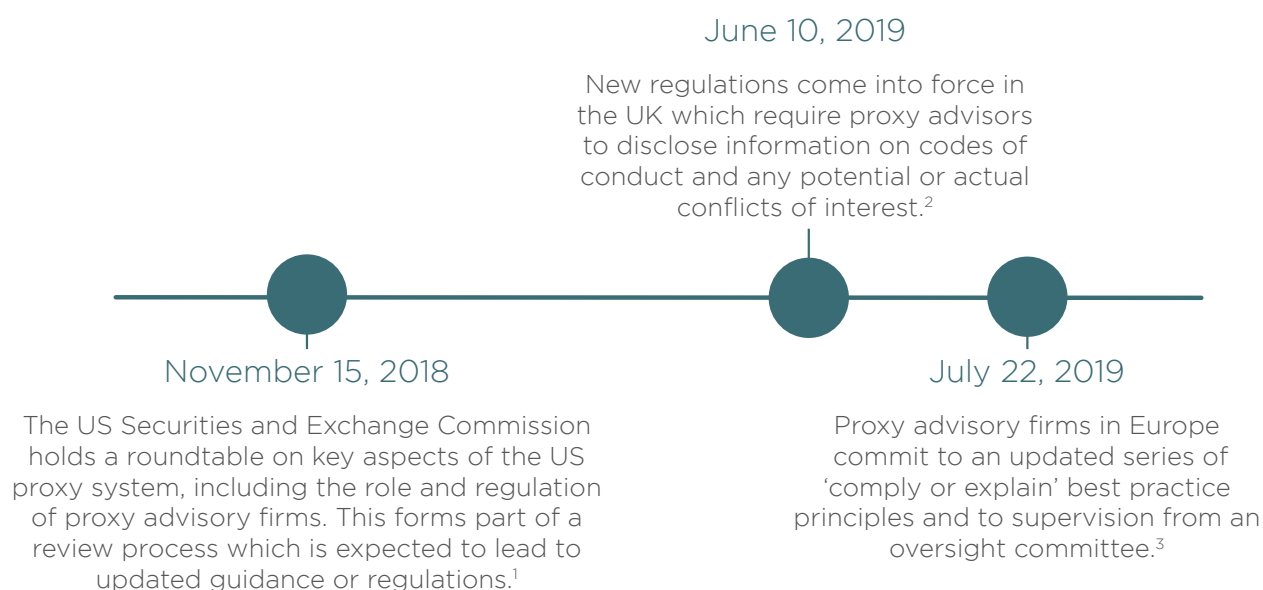 June 10, 2019
New regulations come into force in
the UK which require proxy advisors
to disclose information on codes of
conduct and any potential or actual
conflicts of interest.²
November 15, 2018
The US Securities and Exchange Commission
holds a roundtable on key aspects of the US
proxy system, including the role and regulation
of proxy advisory firms. This forms part of a
review process which is expected to lead to
updated guidance or regulations.¹
July 22, 2019
Proxy advisory firms in Europe
commit to an updated series of
‘comply or explain’ best practice
principles and to supervision from an
oversight committee.³